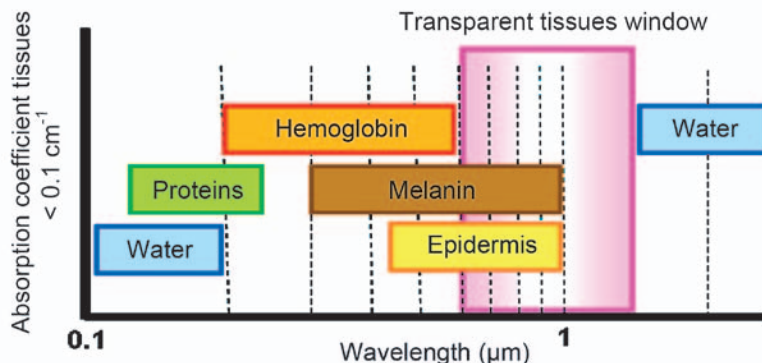 Transparent tissues window
Absorption coefficient tissues
< 0.1 cm⁻¹
Hemoglobin
Water
Proteins
Melanin
Water
Epidermis
0.1
1
Wavelength (µm)